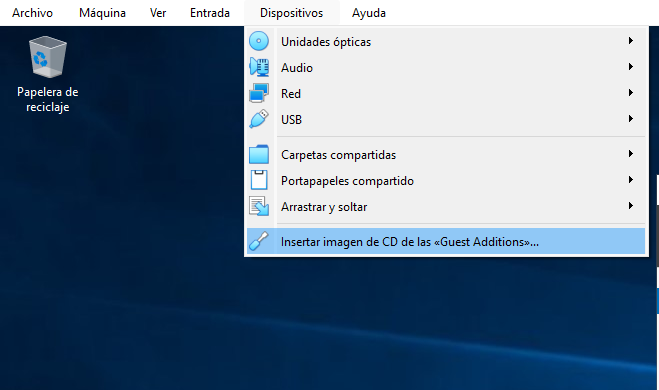 Archivo Máquina Ver Entrada Dispositivos Ayuda
Unidades ópticas
Audio
Red
USB
Carpetas compartidas
Portapapeles compartido
Arrastrar y soltar
Insertar imagen de CD de las «Guest Additions»...
Papelera de
reciclaje